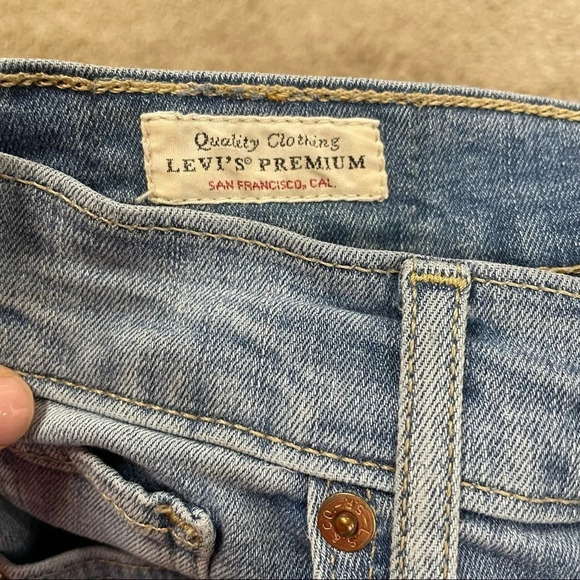 Quality Clothing
LEVI'S® PREMIUM
SAN FRANCISCO, CAL.